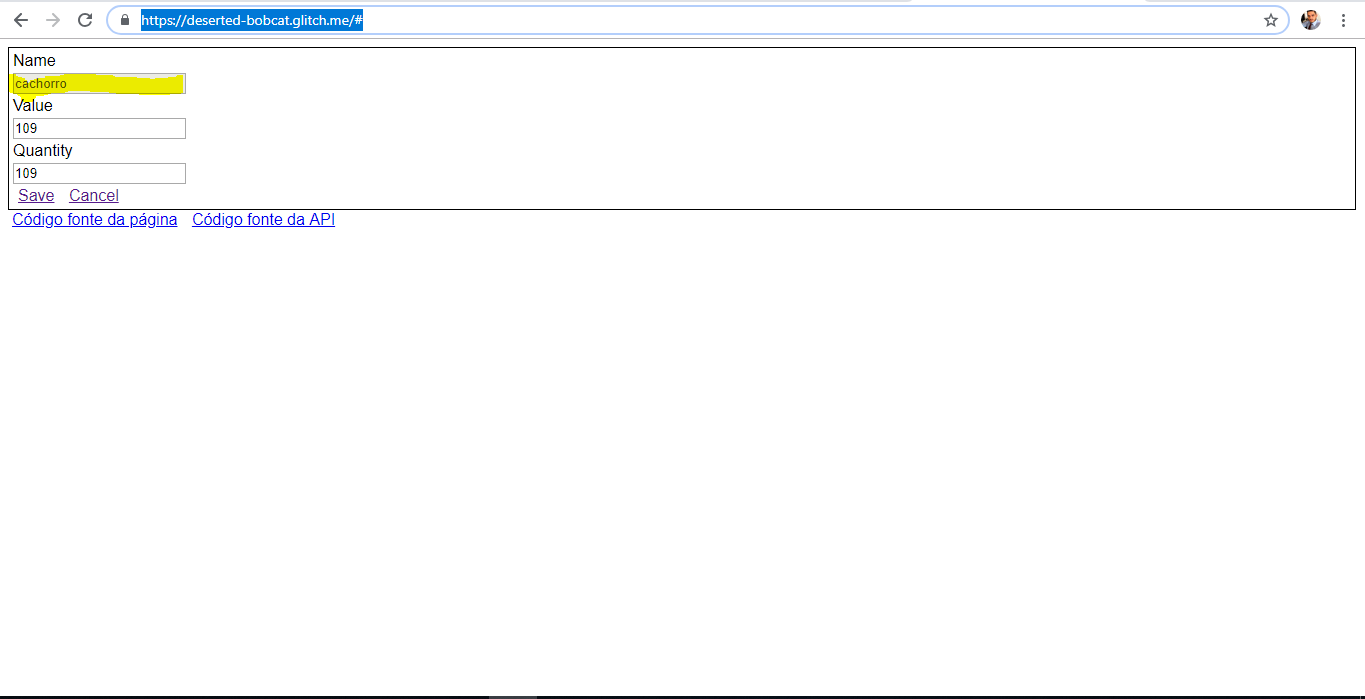 https://deserted-bobcat.glitch.me/#
Name
cachorro
Value
109
Quantity
109
Save Cancel
Código fonte da página Código fonte da API